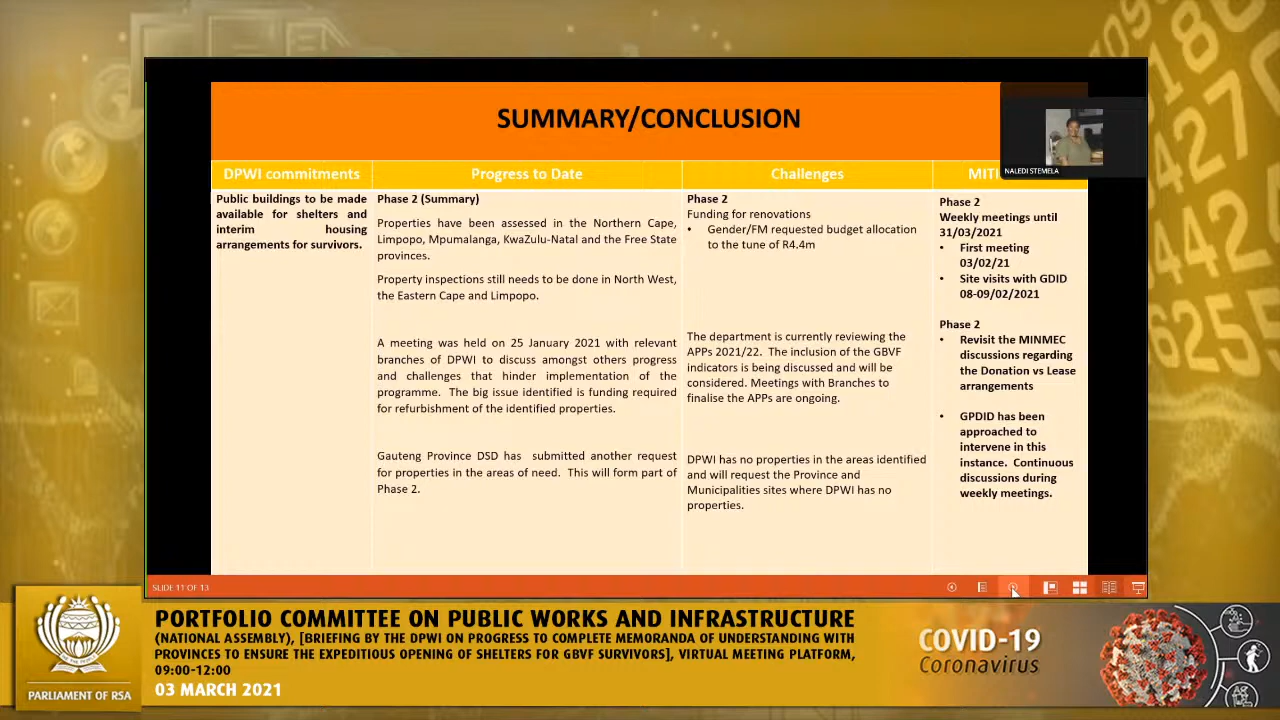 SUMMARY/CONCLUSION
NALEDI STEMELA
DPWI commitments
Progress to Date
Challenges
Public buildings to be made
available for shelters and
interim housing
arrangements for survivors.
Phase 2 (Summary)
Properties have been assessed in the Northern Cape,
Limpopo, Mpumalanga, KwaZulu-Natal and the Free State
provinces.
Property inspections still needs to be done in North West,
the Eastern Cape and Limpopo.
A meeting was held on 25 January 2021 with relevant
branches of DPWI to discuss amongst others progress
and challenges that hinder implementation of the
programme. The big issue identified is funding required
for refurbishment of the identified properties.
Gauteng Province DSD has submitted another request
for properties in the areas of need. This will form part of
Phase 2.
Phase 2
Funding for renovations
• Gender/FM requested budget allocation
to the tune of R4.4m
The department is currently reviewing the
APPs 2021/22. The inclusion of the GBVF
indicators is being discussed and will be
considered. Meetings with Branches to
finalise the APPs are ongoing.
DPWI has no properties in the areas identified
and will request the Province and
Municipalities sites where DPWI has no
properties.
Phase 2
Weekly meetings until
31/03/2021
• First meeting
03/02/21
• Site visits with GDID
08-09/02/2021
Phase 2
• Revisit the MINMEC
discussions regarding
the Donation vs Lease
arrangements
• GPDID has been
approached to
intervene in this
instance. Continuous
discussions during
weekly meetings.
SLIDE 11 OF 13
PARLIAMENT OF RSA
PORTFOLIO COMMITTEE ON PUBLIC WORKS AND INFRASTRUCTURE
(NATIONAL ASSEMBLY), [BRIEFING BY THE DPWI ON PROGRESS TO COMPLETE MEMORANDA OF UNDERSTANDING WITH
PROVINCES TO ENSURE THE EXPEDITIOUS OPENING OF SHELTERS FOR GBVF SURVIVORS], VIRTUAL MEETING PLATFORM,
09:00-12:00
03 MARCH 2021
COVID-19
Coronavirus